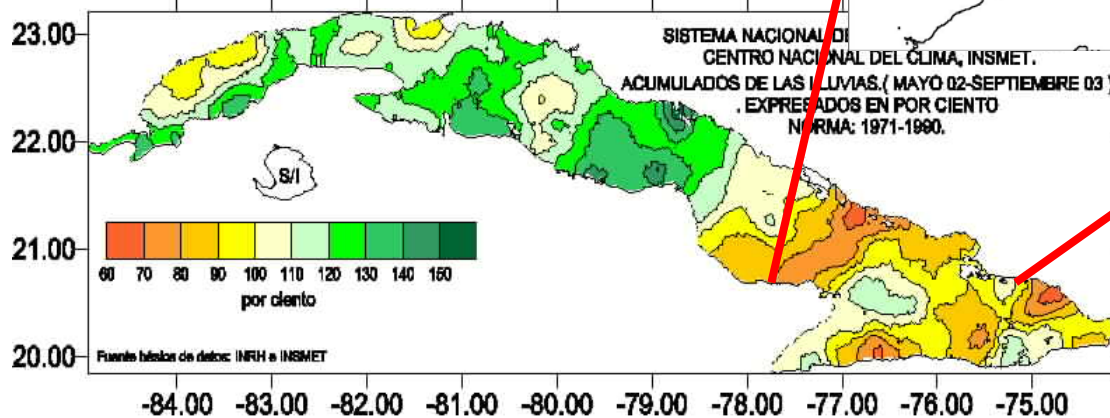 23.00
22.00
21.00
20.00
SISTEMA NACIONAL DE
CENTRO NACIONAL DEL CLIMA, INSMET.
ACUMULADOS DE LAS LLUVIAS.( MAYO 02-SEPTIEMBRE 03 )
. EXPRESADOS EN POR CIENTO
NORMA: 1971-1990.
S/I
60 70 80 90 100 110 120 130 140 150
por ciento
Fuente básica de datos: INRH e INSMET
-84.00 -83.00 -82.00 -81.00 -80.00 -79.00 -78.00 -77.00 -76.00 -75.00